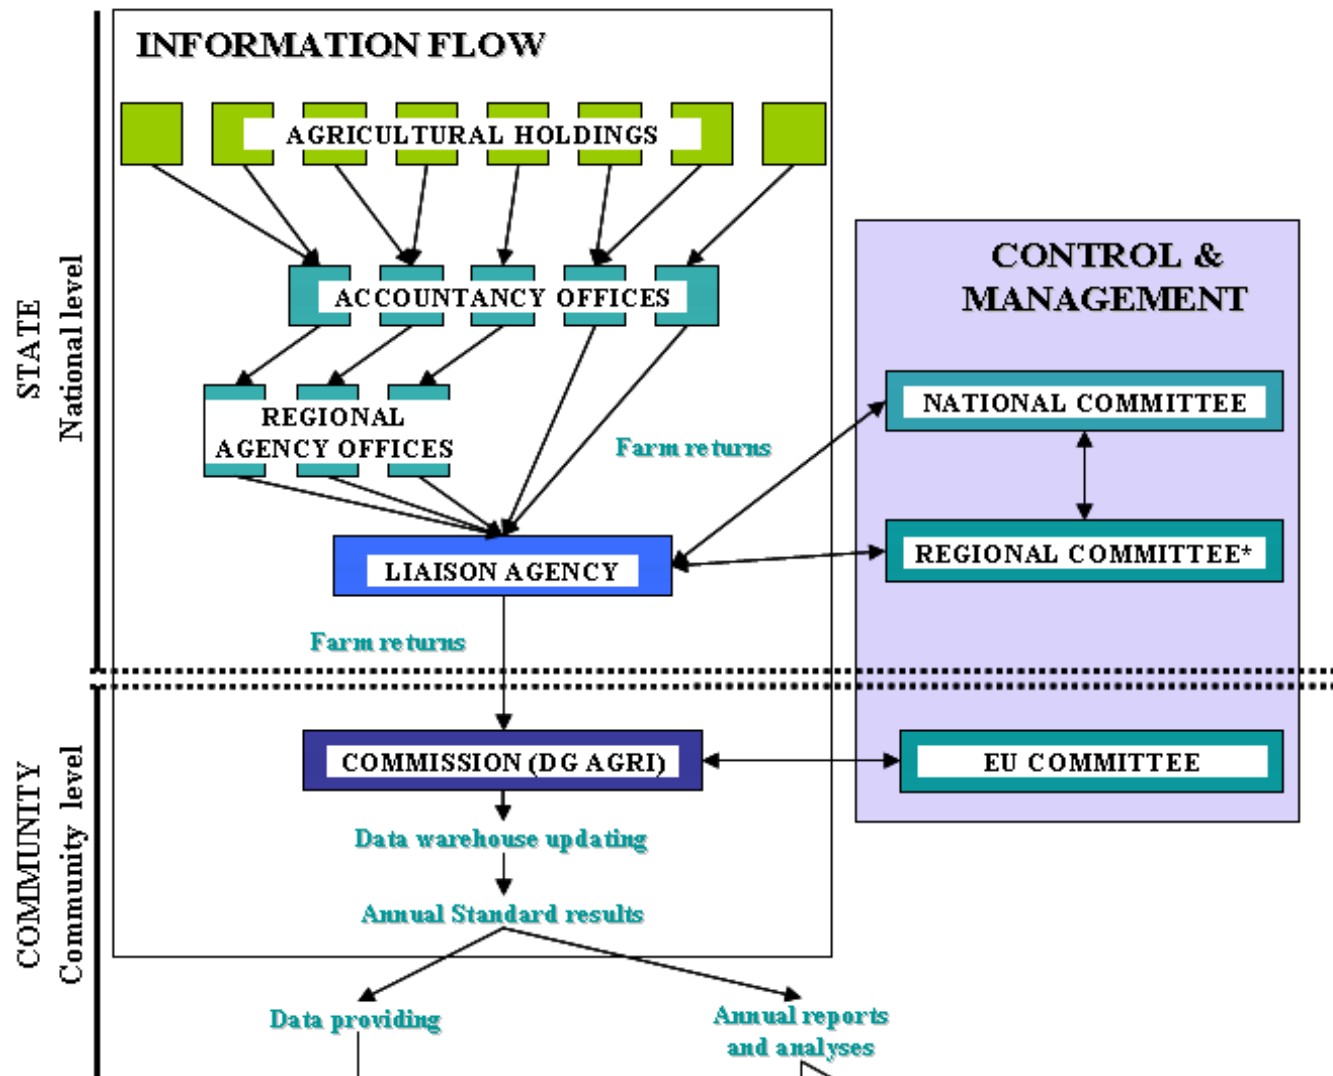 INFORMATION FLOW
AGRICULTURAL HOLDINGS
CONTROL &
MANAGEMENT
ACCOUNTANCY OFFICES
STATE
National level
NATIONAL COMMITTEE
REGIONAL
AGENCY OFFICES
Farm returns
REGIONAL COMMITTEE*
LIAISON AGENCY
Farm returns
COMMUNITY
Community level
COMMISSION (DG AGRI)
EU COMMITTEE
Data warehouse updating
Annual Standard results
Data providing
Annual reports
and analyses